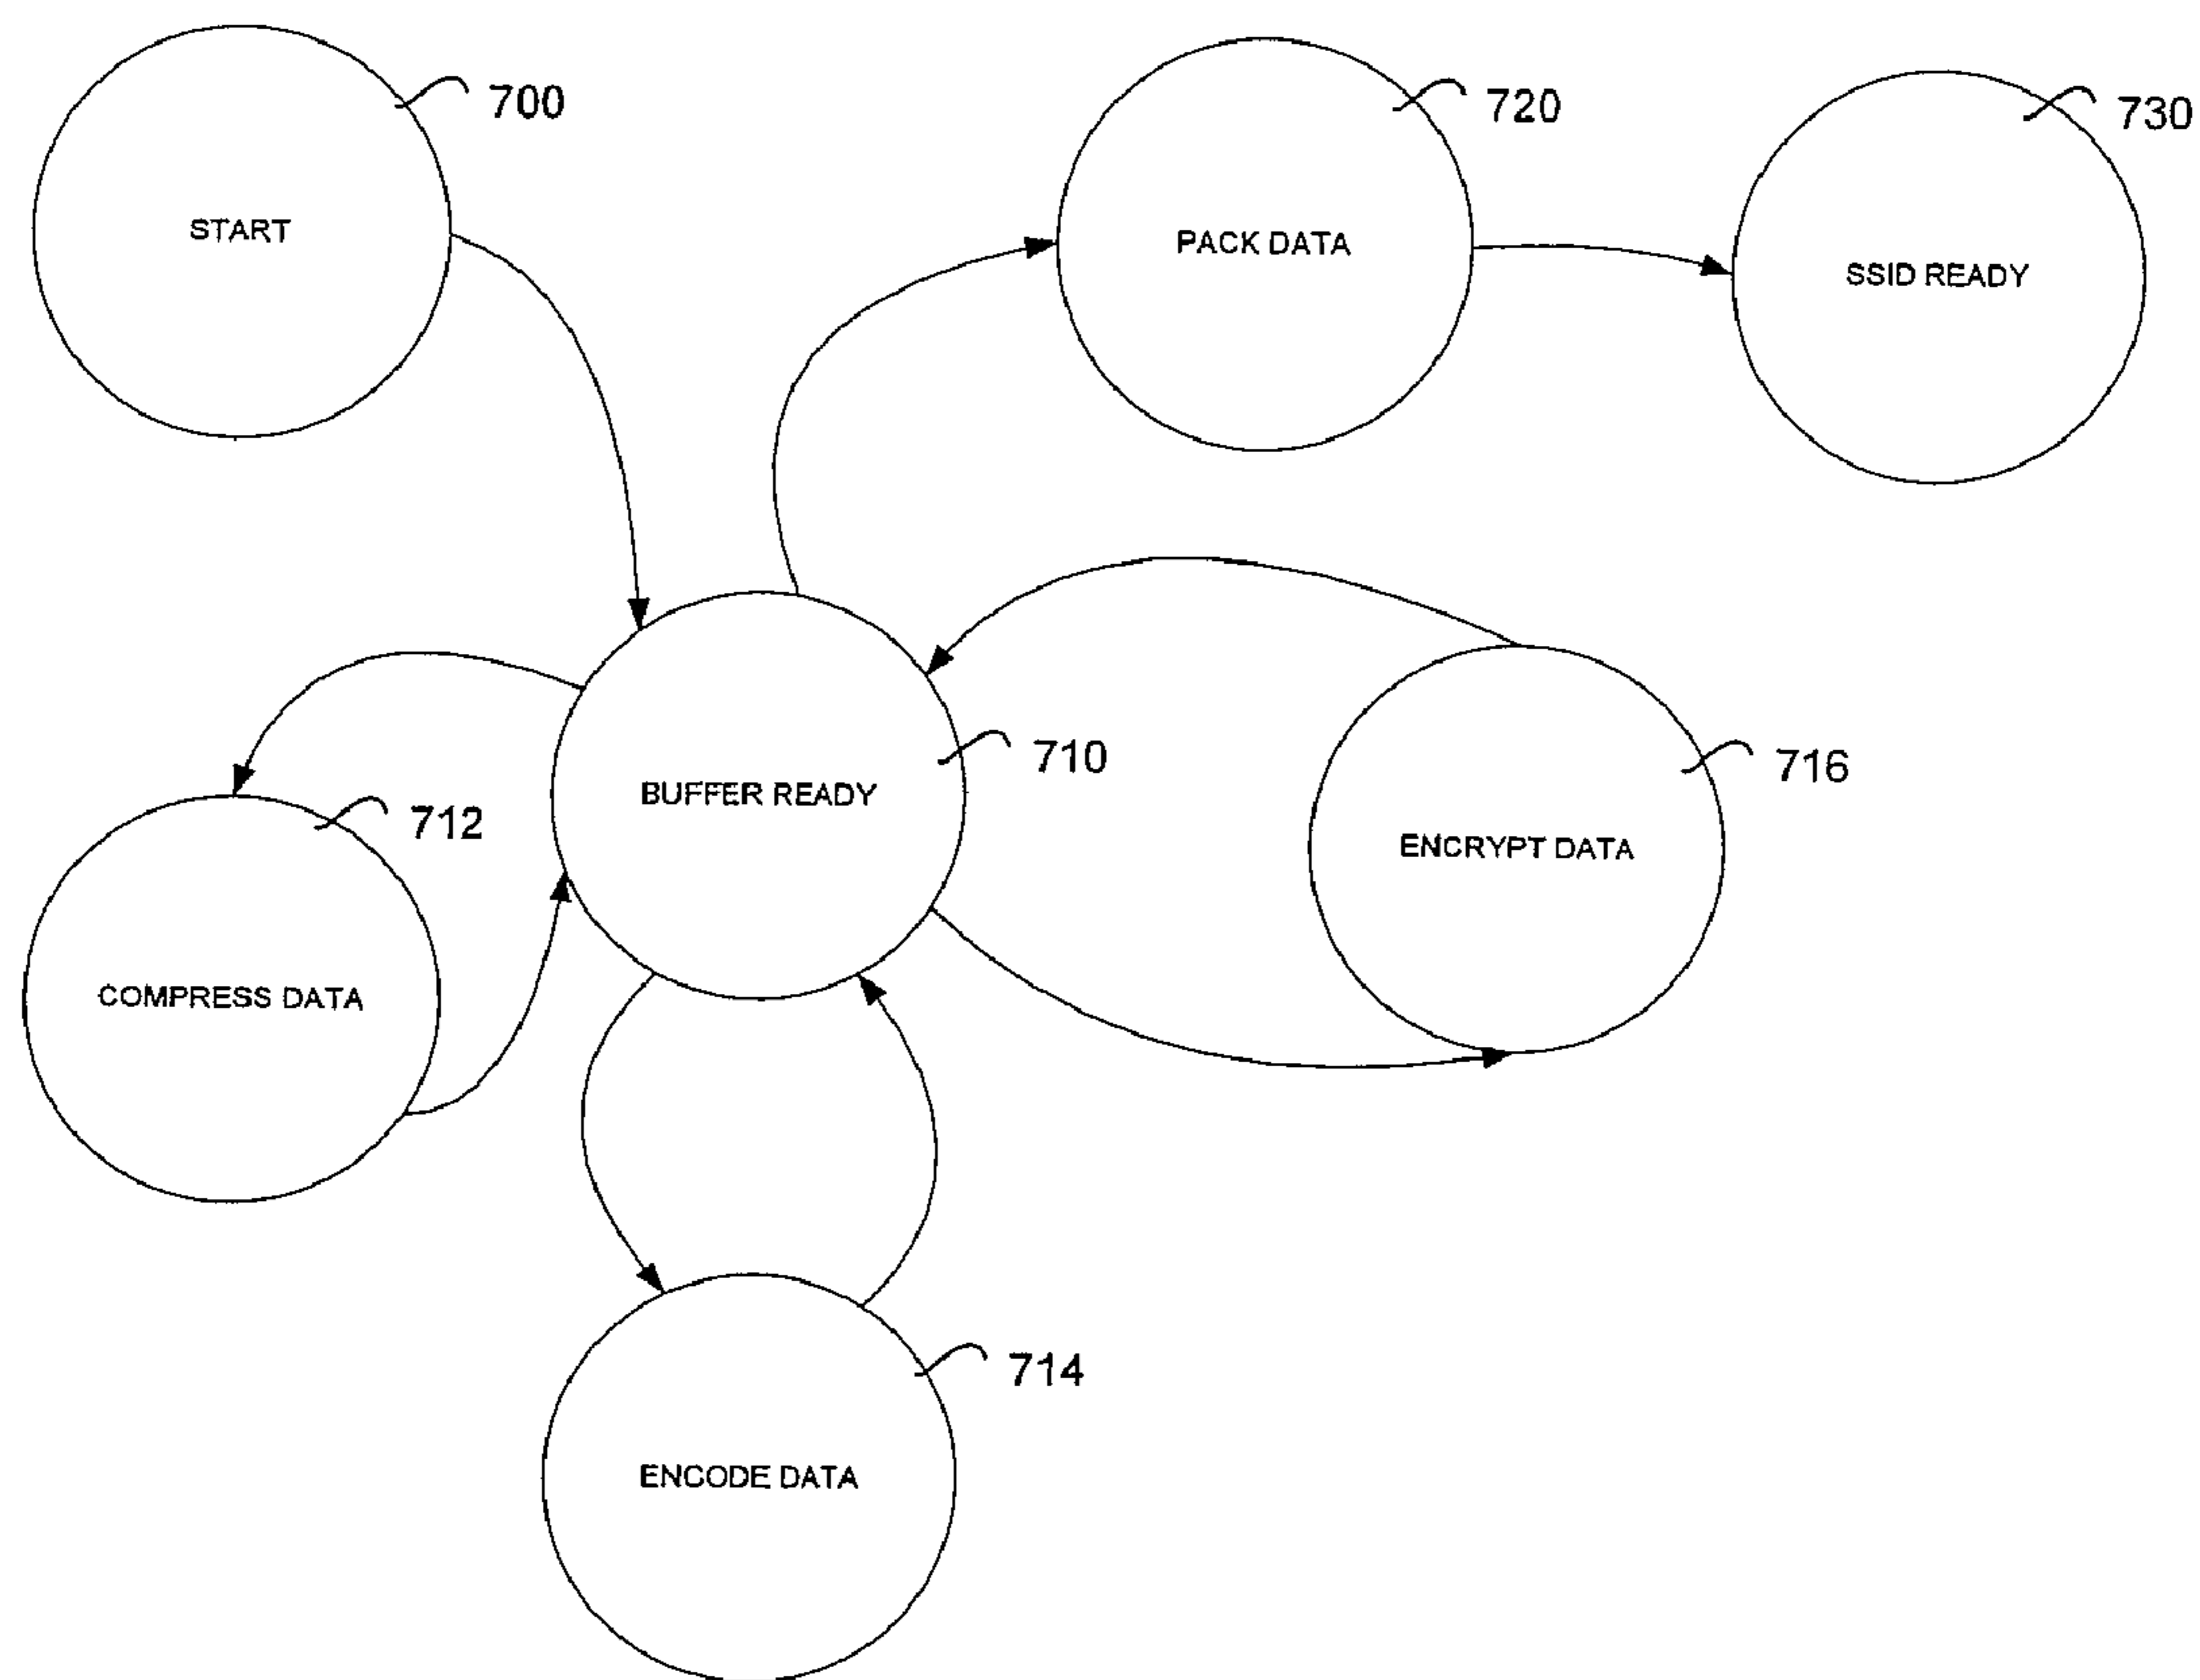 700
START
720
PACK DATA
730
SSID READY
710
BUFFER READY
716
ENCRYPT DATA
712
COMPRESS DATA
714
ENCODE DATA